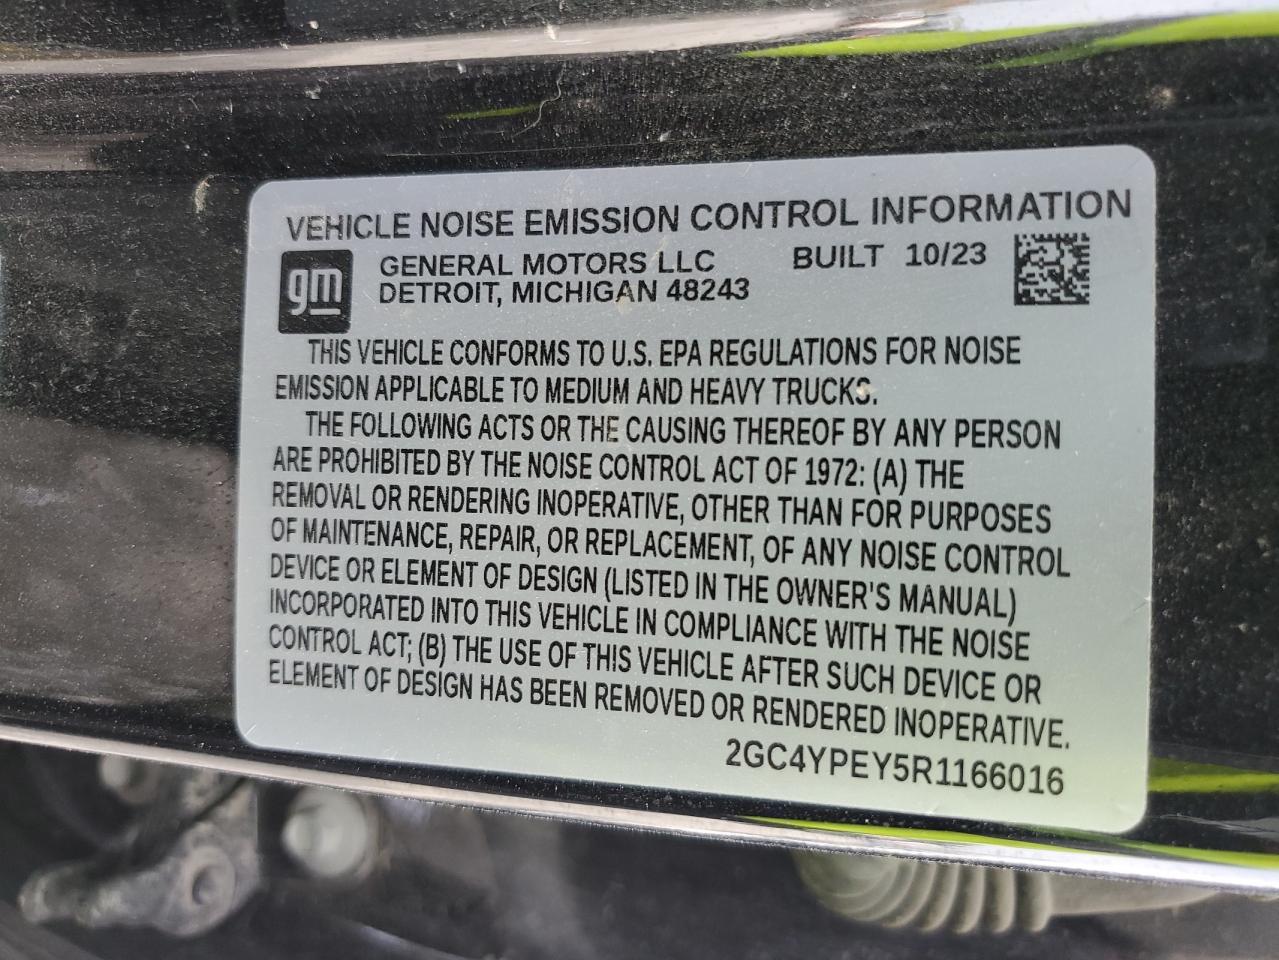 VEHICLE NOISE EMISSION CONTROL INFORMATION
gm
GENERAL MOTORS LLC BUILT 10/23
DETROIT, MICHIGAN 48243
THIS VEHICLE CONFORMS TO U.S. EPA REGULATIONS FOR NOISE
EMISSION APPLICABLE TO MEDIUM AND HEAVY TRUCKS.
THE FOLLOWING ACTS OR THE CAUSING THEREOF BY ANY PERSON
ARE PROHIBITED BY THE NOISE CONTROL ACT OF 1972: (A) THE
REMOVAL OR RENDERING INOPERATIVE, OTHER THAN FOR PURPOSES
OF MAINTENANCE, REPAIR, OR REPLACEMENT, OF ANY NOISE CONTROL
DEVICE OR ELEMENT OF DESIGN (LISTED IN THE OWNER'S MANUAL)
INCORPORATED INTO THIS VEHICLE IN COMPLIANCE WITH THE NOISE
CONTROL ACT; (B) THE USE OF THIS VEHICLE AFTER SUCH DEVICE OR
ELEMENT OF DESIGN HAS BEEN REMOVED OR RENDERED INOPERATIVE.
2GC4YPEY5R1166016